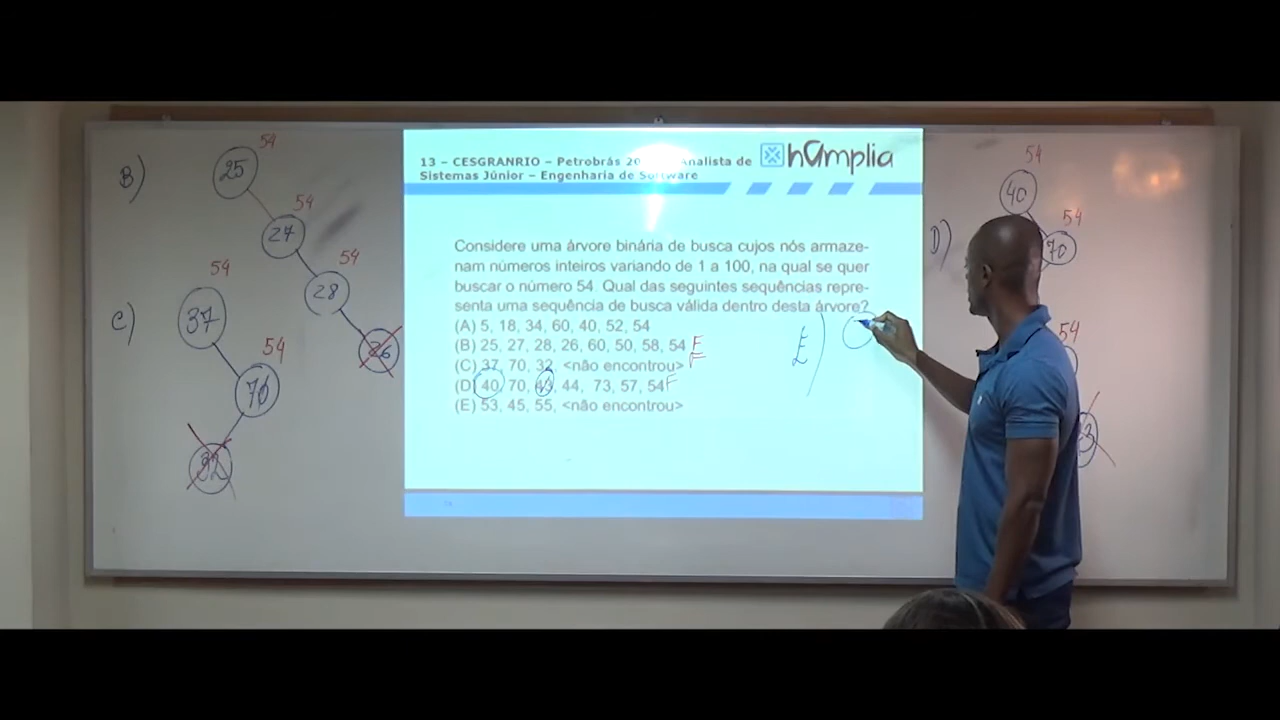 13 – CESGRANRIO – Petrobrás Analista de
Sistemas Júnior – Engenharia de Software
hamplia
Considere uma árvore binária de busca cujos nós armaze-
nam números inteiros variando de 1 a 100, na qual se quer
buscar o número 54. Qual das seguintes sequências repre-
senta uma sequência de busca válida dentro desta árvore?
(A) 5, 18, 34, 60, 40, 52, 54
(B) 25, 27, 28, 26, 60, 50, 58, 54 F
(C) 37, 70, 32, <não encontrou> F
(D) 40, 70, 43, 44, 73, 57, 54 F
(E) 53, 45, 55, <não encontrou>
B)
54
25
54
27
54
28
26
C)
54
37
54
70
32
D)
54
40
54
70
54
E)